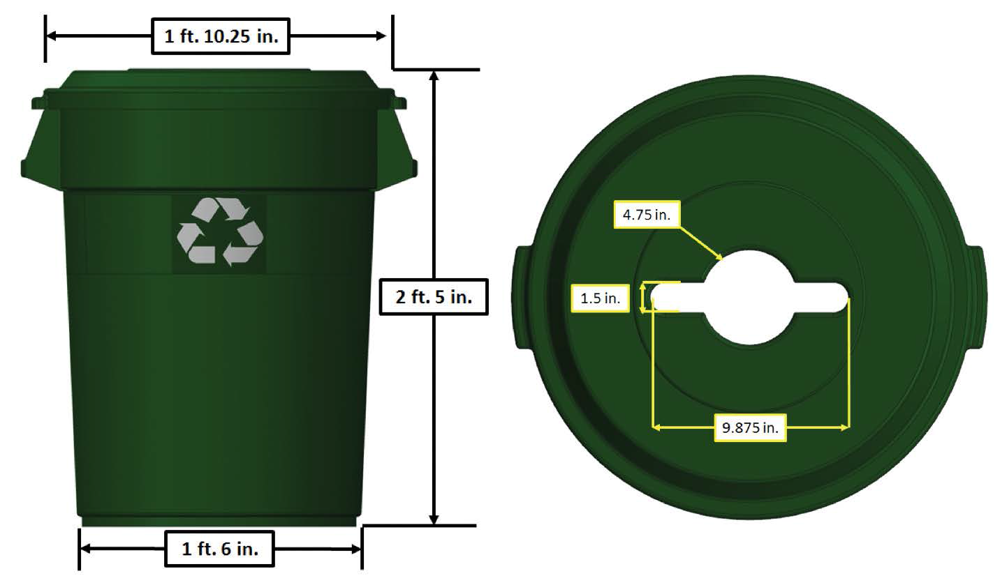 1 ft. 10.25 in.
2 ft. 5 in.
1 ft. 6 in.
4.75 in.
1.5 in.
9.875 in.